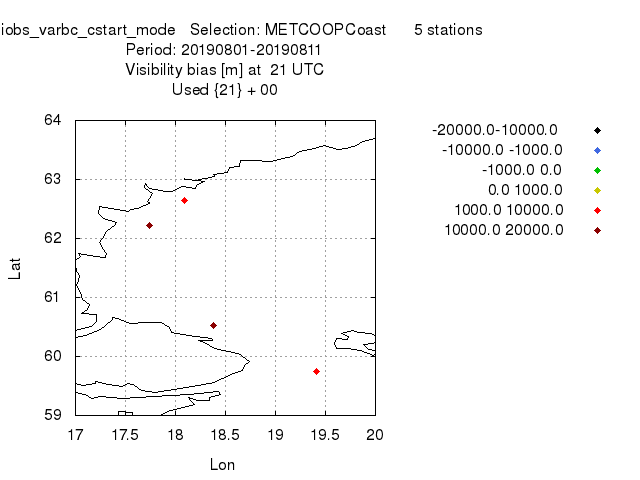 iobs_varbc_cstart_mode Selection: METCOOPCoast 5 stations
Period: 20190801-20190811
Visibility bias [m] at 21 UTC
Used {21} + 00
-20000.0-10000.0
-10000.0 -1000.0
-1000.0 0.0
0.0 1000.0
1000.0 10000.0
10000.0 20000.0
64
63
62
61
60
59
Lat
17 17.5 18 18.5 19 19.5 20
Lon